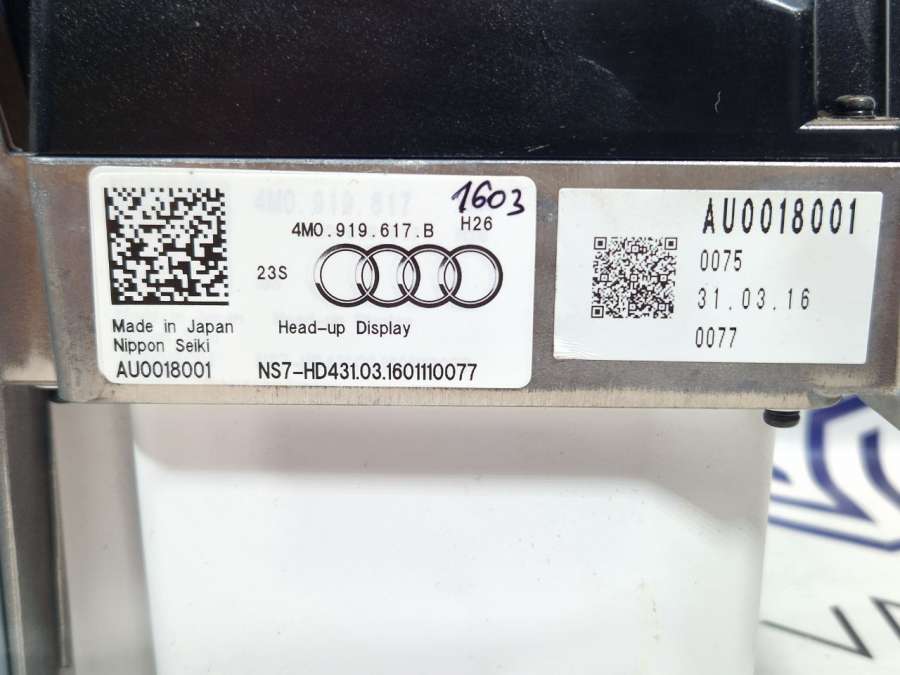 1603
4M0.919.617.B
H26
23S
Made in Japan
Head-up Display
Nippon Seiki
AU0018001
NS7-HD431.03.1601110077
AU0018001
0075
31.03.16
0077